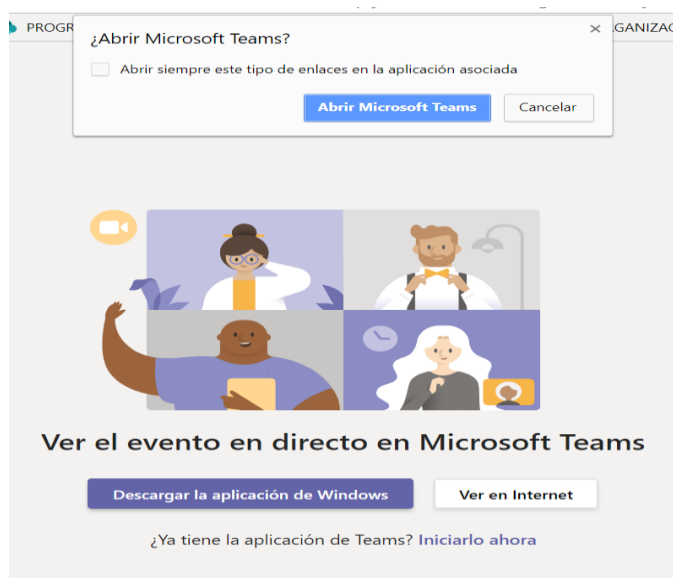 PROGR
¿Abrir Microsoft Teams?
GANIZAC
Abrir siempre este tipo de enlaces en la aplicación asociada
Abrir Microsoft Teams
Cancelar
Ver el evento en directo en Microsoft Teams
Descargar la aplicación de Windows
Ver en Internet
¿Ya tiene la aplicación de Teams? Iniciarlo ahora